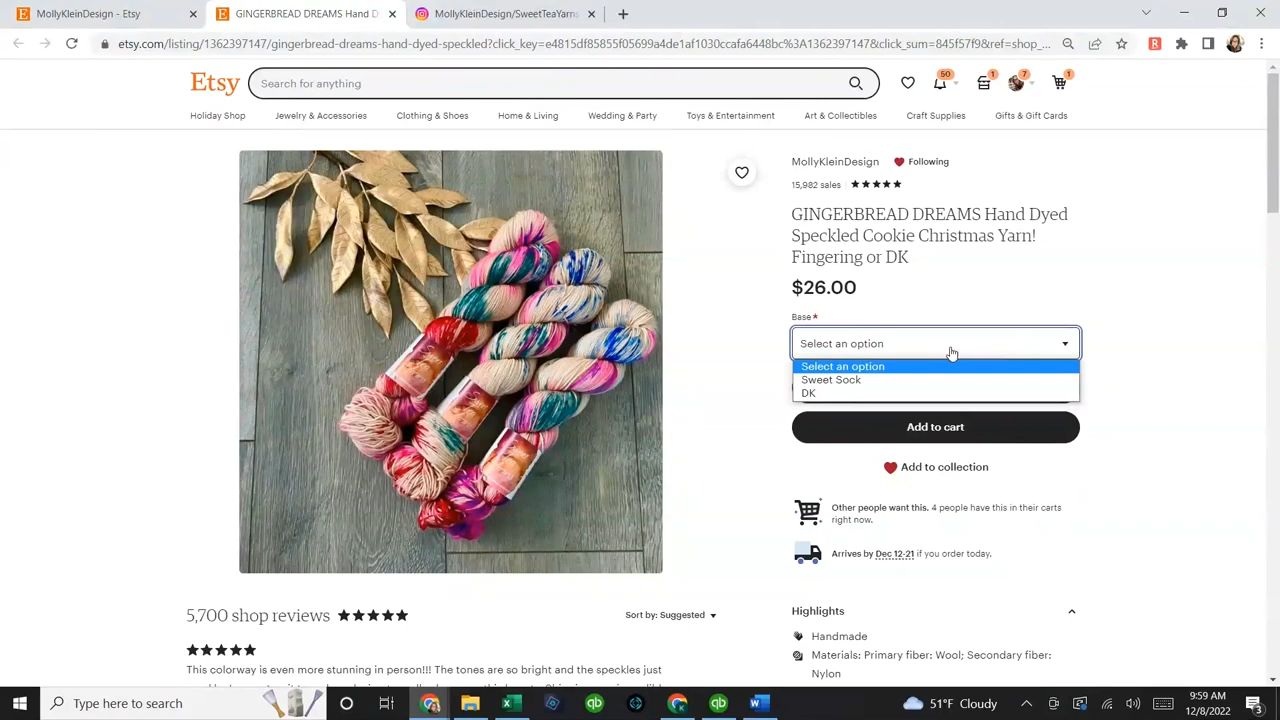 MollyKleinDesign - Etsy
GINGERBREAD DREAMS Hand D
MollyKleinDesign/SweetTeaYarns
etsy.com/listing/1362397147/gingerbread-dreams-hand-dyed-speckled?click_key=e4815df85855f05699a4de1af1030ccafa6448bc%3A1362397147&click_sum=845f57f9&ref=shop_...
Etsy
Search for anything
50
1
7
1
Holiday Shop
Jewelry & Accessories
Clothing & Shoes
Home & Living
Wedding & Party
Toys & Entertainment
Art & Collectibles
Craft Supplies
Gifts & Gift Cards
MollyKleinDesign
Following
15,982 sales
GINGERBREAD DREAMS Hand Dyed
Speckled Cookie Christmas Yarn!
Fingering or DK
$26.00
Base*
Select an option
Select an option
Sweet Sock
DK
Add to cart
Add to collection
Other people want this. 4 people have this in their carts
right now.
Arrives by Dec 12-21 if you order today.
5,700 shop reviews
Sort by: Suggested
Highlights
Handmade
Materials: Primary fiber: Wool; Secondary fiber:
Nylon
This colorway is even more stunning in person!!! The tones are so bright and the speckles just
Type here to search
51°F Cloudy
9:59 AM
12/8/2022
3